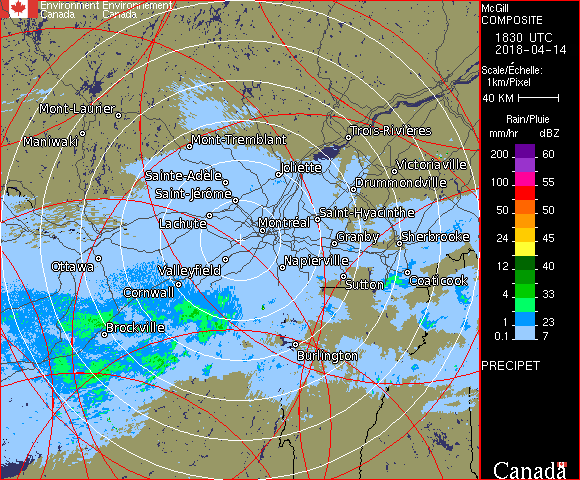 Environment Environnement
Canada Canada
McGill
COMPOSITE
1830 UTC
2018-04-14
Scale/Échelle:
1km/Pixel
40 KM
Rain/Pluie
mm/hr dBZ
200 60
100 55
50 50
24 45
12 40
4 33
1 23
0.1 7
PRECIPET
Canada
Mont-Laurier
Maniwaki
Mont-Tremblant
Trois-Rivières
Joliette
Victoriaville
Sainte-Adèle
Drummondville
Saint-Jérôme
Saint-Hyacinthe
Lachute
Montréal
Granby
Sherbrooke
Ottawa
Valleyfield
Napierville
Sutton
Coaticook
Cornwall
Brockville
Burlington